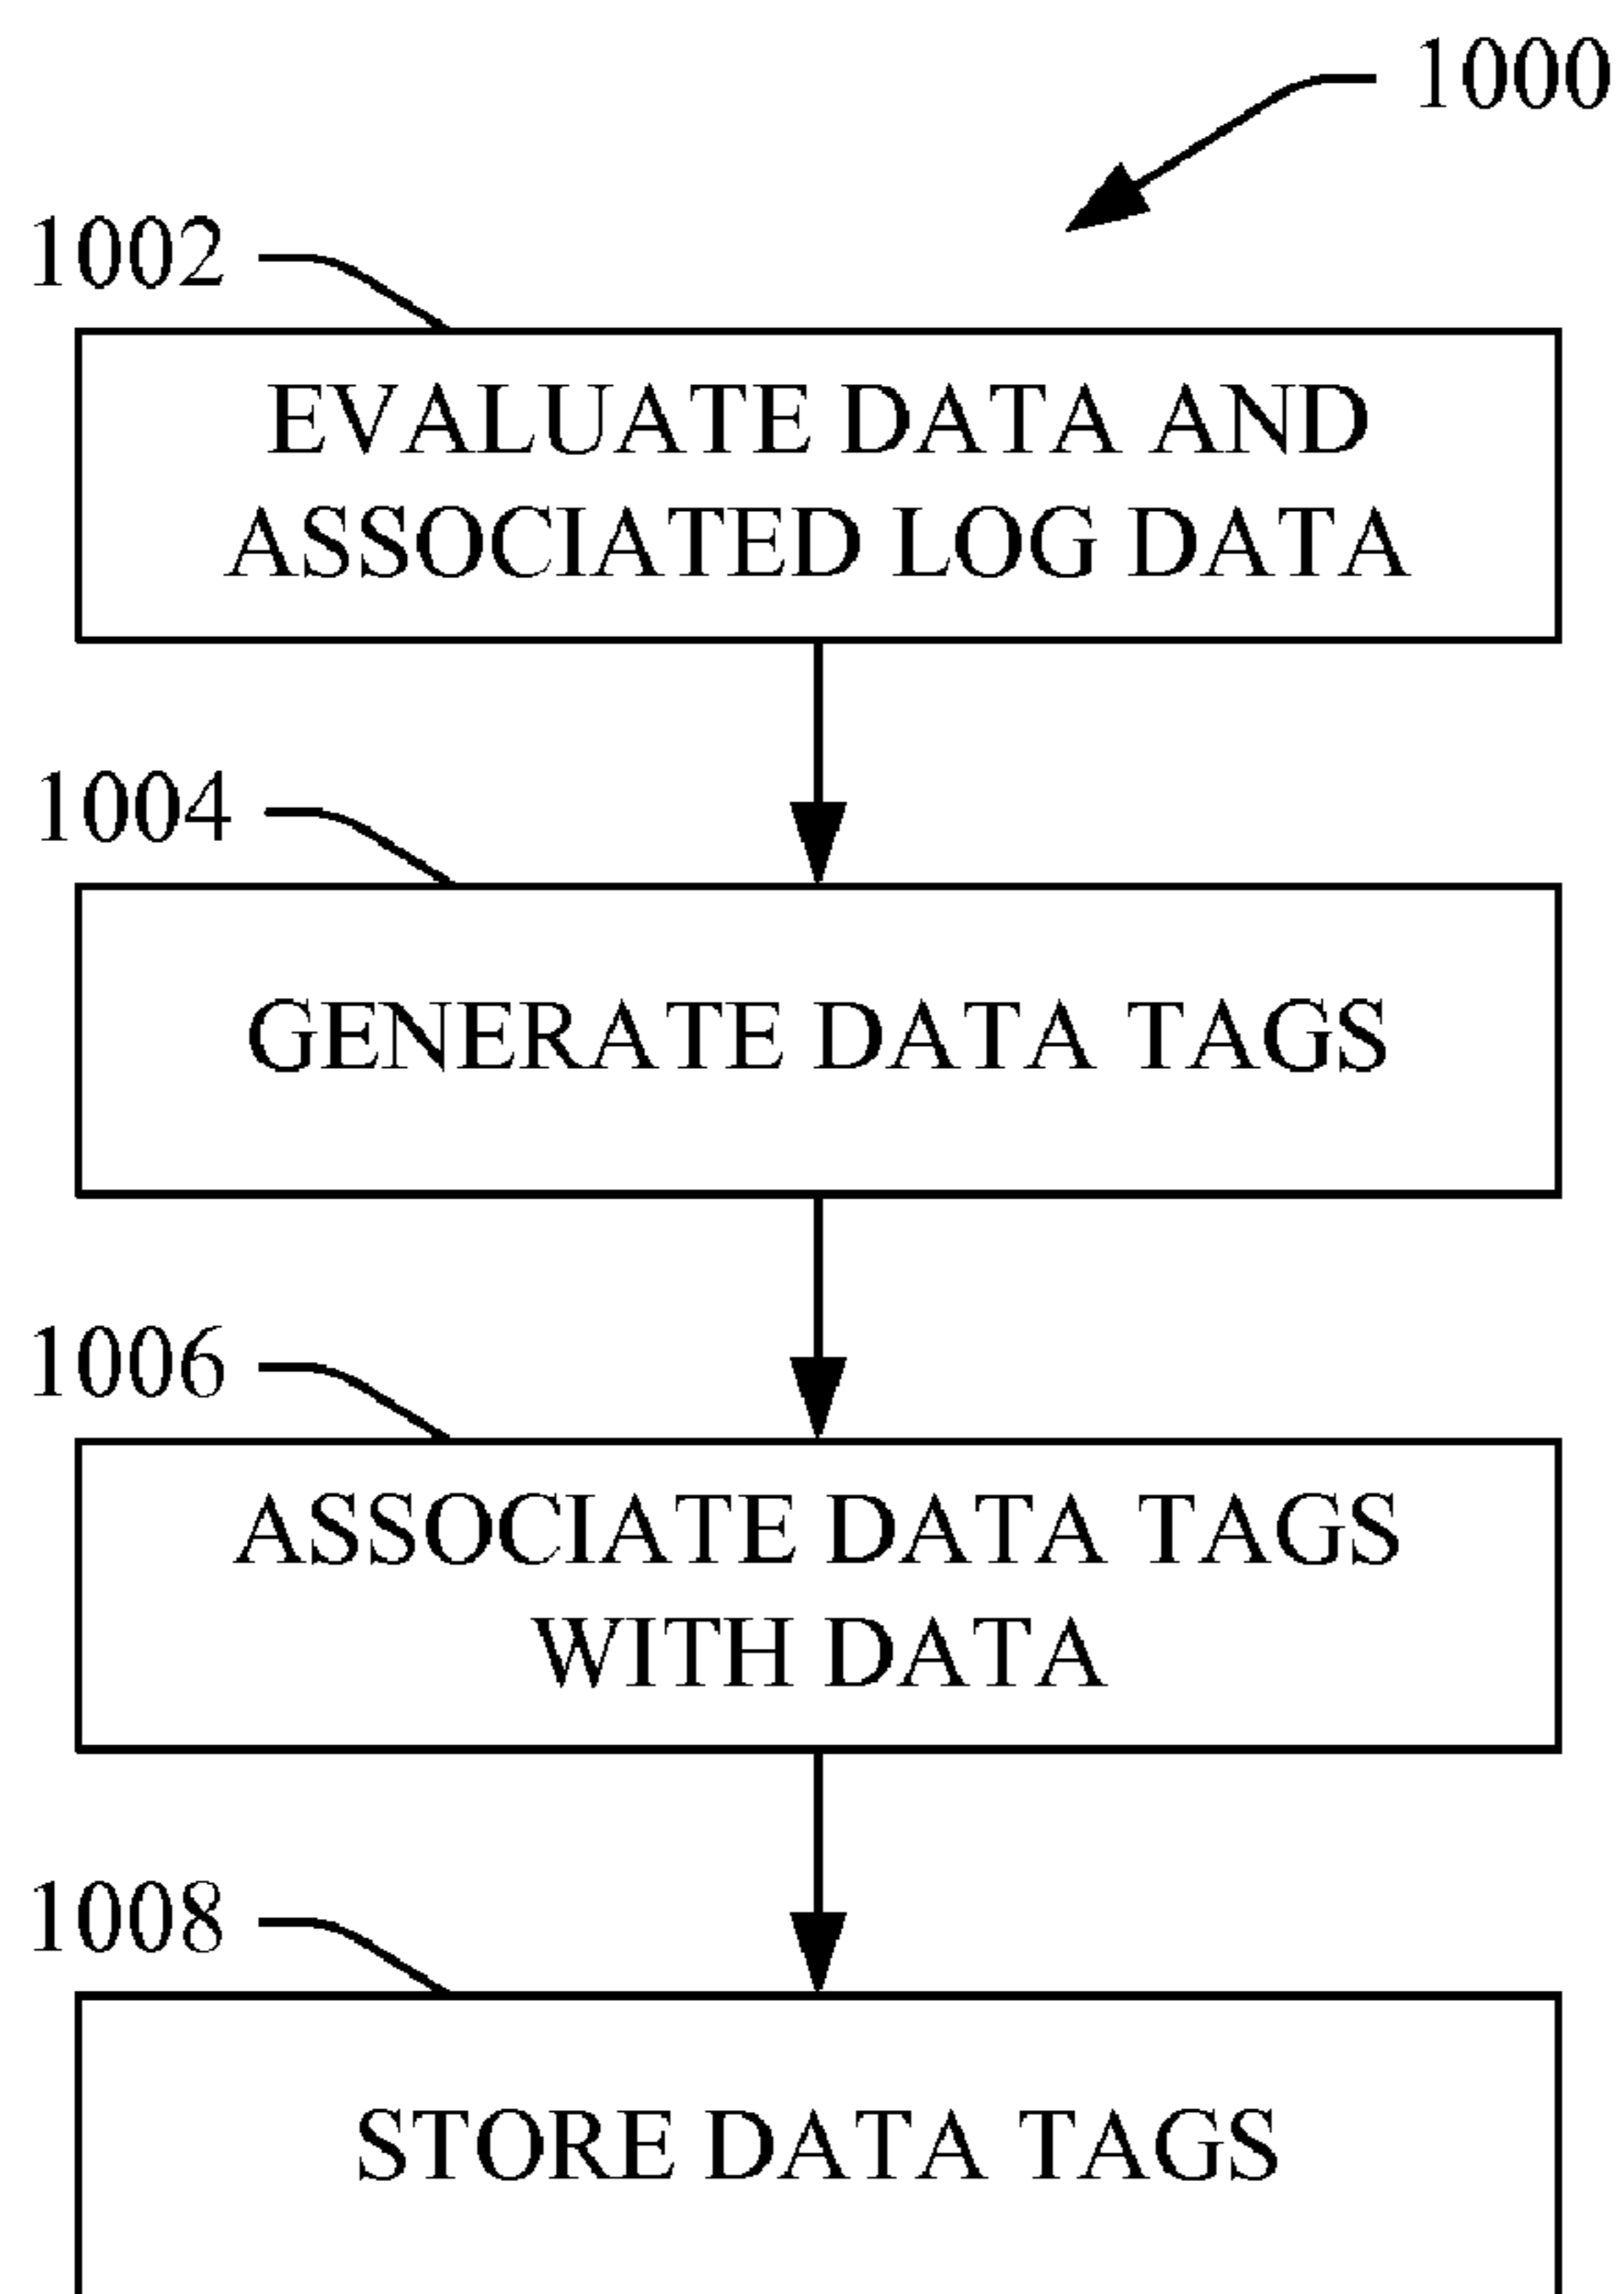 1000
1002
EVALUATE DATA AND
ASSOCIATED LOG DATA
1004
GENERATE DATA TAGS
1006
ASSOCIATE DATA TAGS
WITH DATA
1008
STORE DATA TAGS